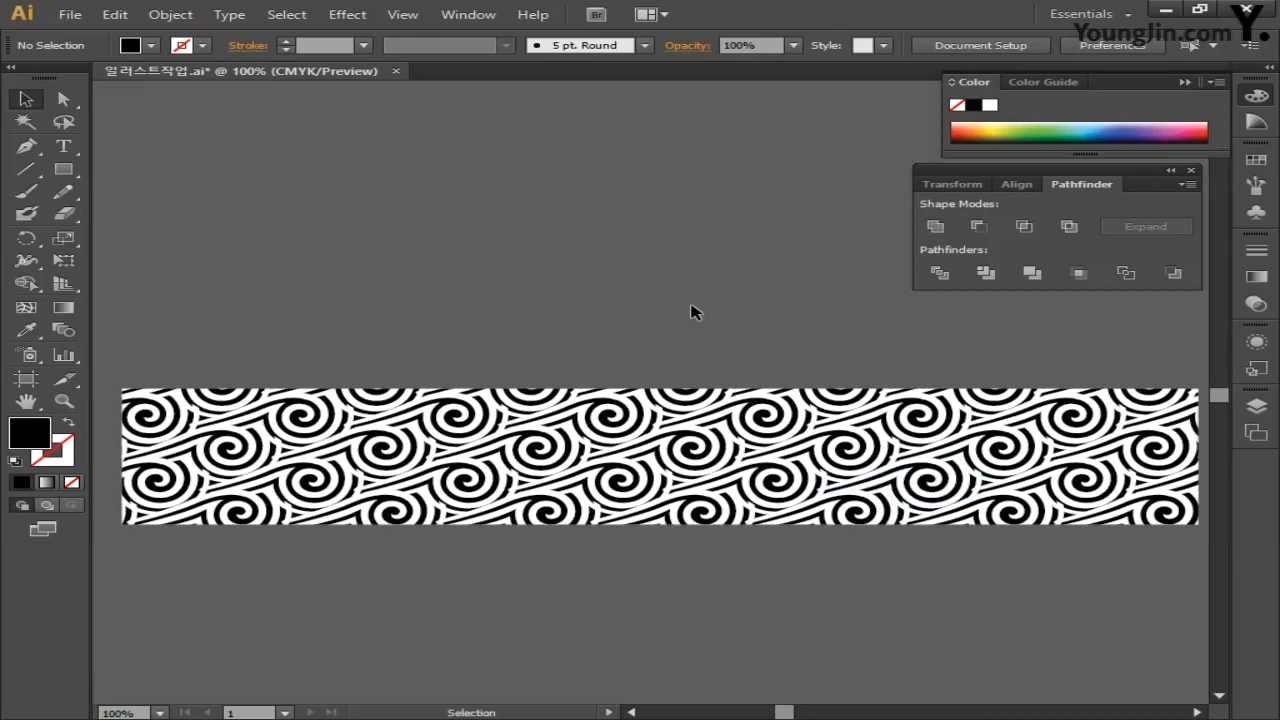 Ai File Edit Object Type Select Effect View Window Help Br Essentials
YoungJin.com Y.
No Selection Stroke: 5 pt. Round Opacity: 100% Style: Document Setup Preferences
일러스트작업.ai* @ 100% (CMYK/Preview) ×
Color Color Guide
Transform Align Pathfinder
Shape Modes:
Expand
Pathfinders:
100% 1 Selection